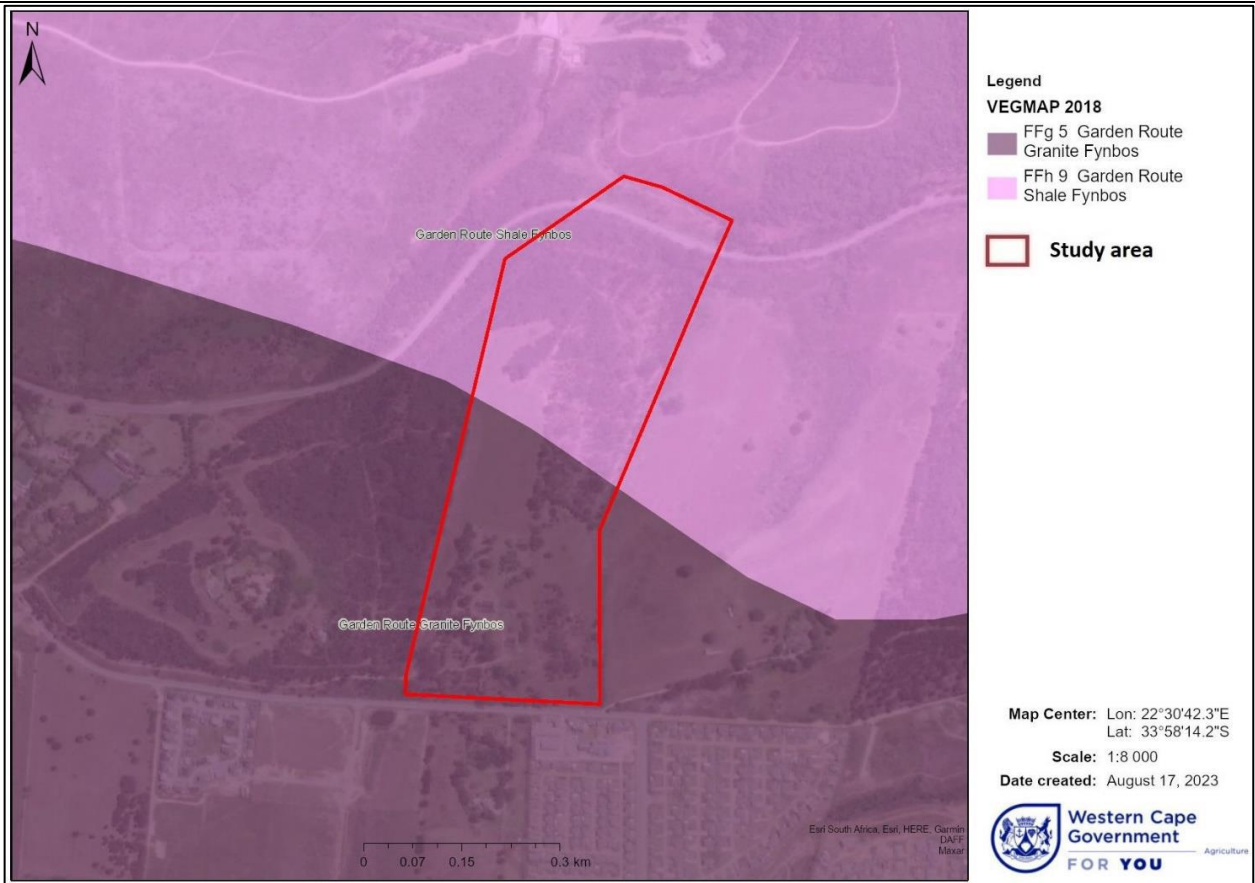 N
Garden Route Shale Fynbos
Garden Route Granite Fynbos
0 0.07 0.15 0.3 km
Esri South Africa, Esri, HERE, Garmin
DAFF
Maxar
Legend
VEGMAP 2018
FFg 5 Garden Route
Granite Fynbos
FFh 9 Garden Route
Shale Fynbos
Study area
Map Center: Lon: 22°30'42.3"E
Lat: 33°58'14.2"S
Scale: 1:8 000
Date created: August 17, 2023
Western Cape
Government
Agriculture
FOR YOU